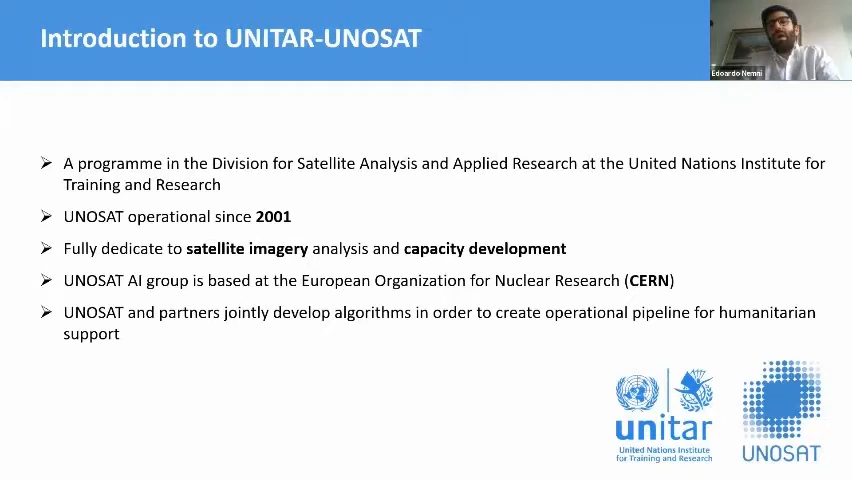 Introduction to UNITAR-UNOSAT
Edoardo Nemni
➢ A programme in the Division for Satellite Analysis and Applied Research at the United Nations Institute for
Training and Research
➢ UNOSAT operational since 2001
➢ Fully dedicate to satellite imagery analysis and capacity development
➢ UNOSAT AI group is based at the European Organization for Nuclear Research (CERN)
➢ UNOSAT and partners jointly develop algorithms in order to create operational pipeline for humanitarian
support
unitar
United Nations Institute
for Training and Research
UNOSAT